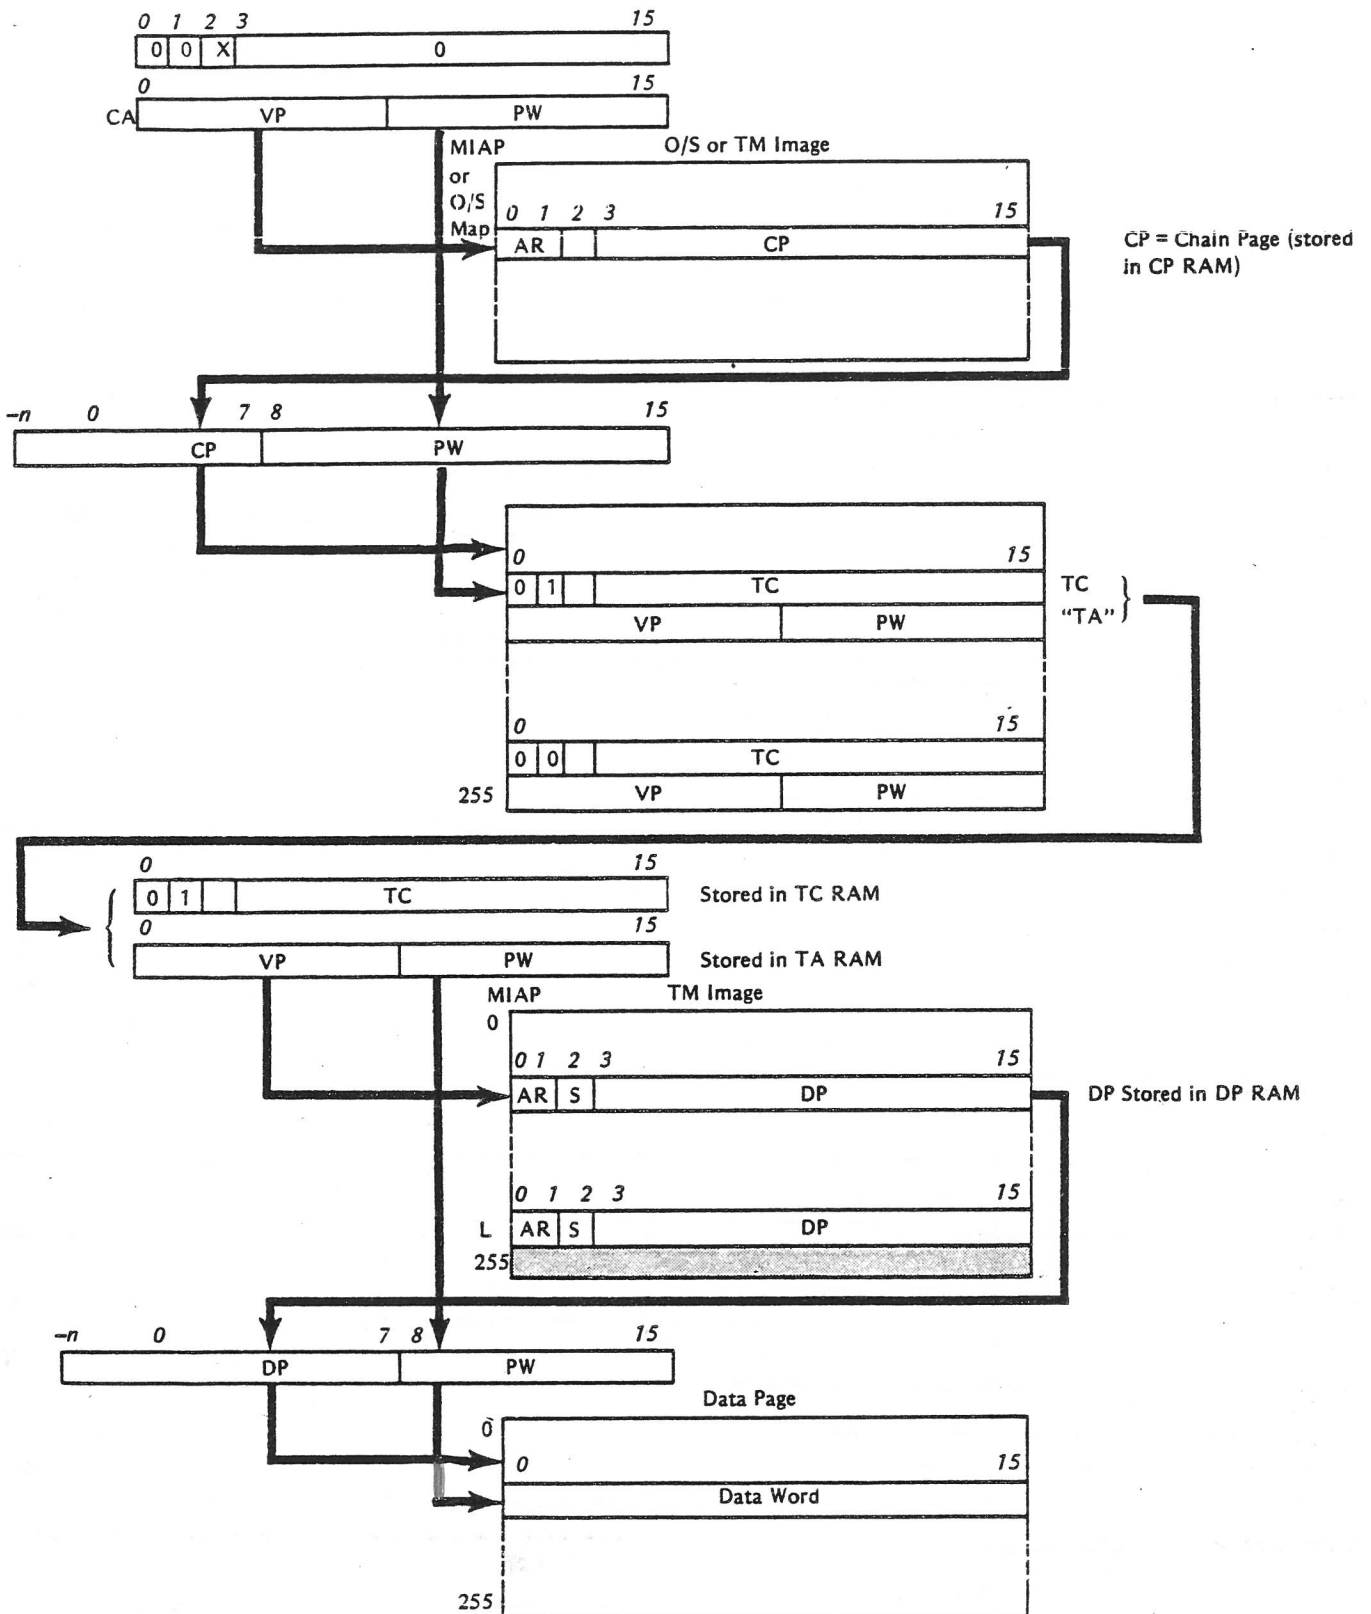 0 1 2 3 15
0 0 X 0
0 15
CA VP PW
MIAP O/S or TM Image
or
O/S
Map
0 1 2 3 15
AR CP
CP = Chain Page (stored
in CP RAM)
-n 0 7 8 15
CP PW
0 15
0 1 TC TC
VP PW "TA"
0 15
0 0 TC
255 VP PW
0 15
0 1 TC Stored in TC RAM
0 15
VP PW Stored in TA RAM
MIAP TM Image
0
0 1 2 3 15
AR S DP DP Stored in DP RAM
0 1 2 3 15
L AR S DP
255
-n 0 7 8 15
DP PW
Data Page
0
0 15
Data Word
255